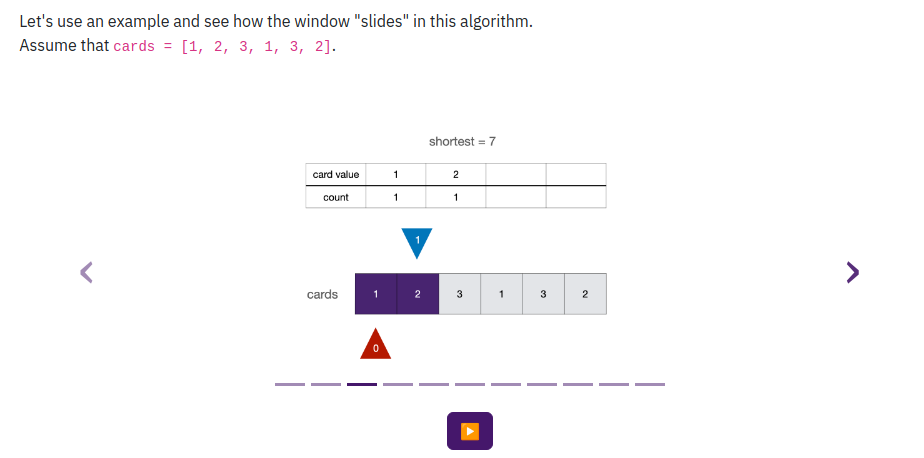 Let's use an example and see how the window "slides" in this algorithm.
Assume that cards = [1, 2, 3, 1, 3, 2].
shortest = 7
card value 1 2
count 1 1
1
cards 1 2 3 1 3 2
0